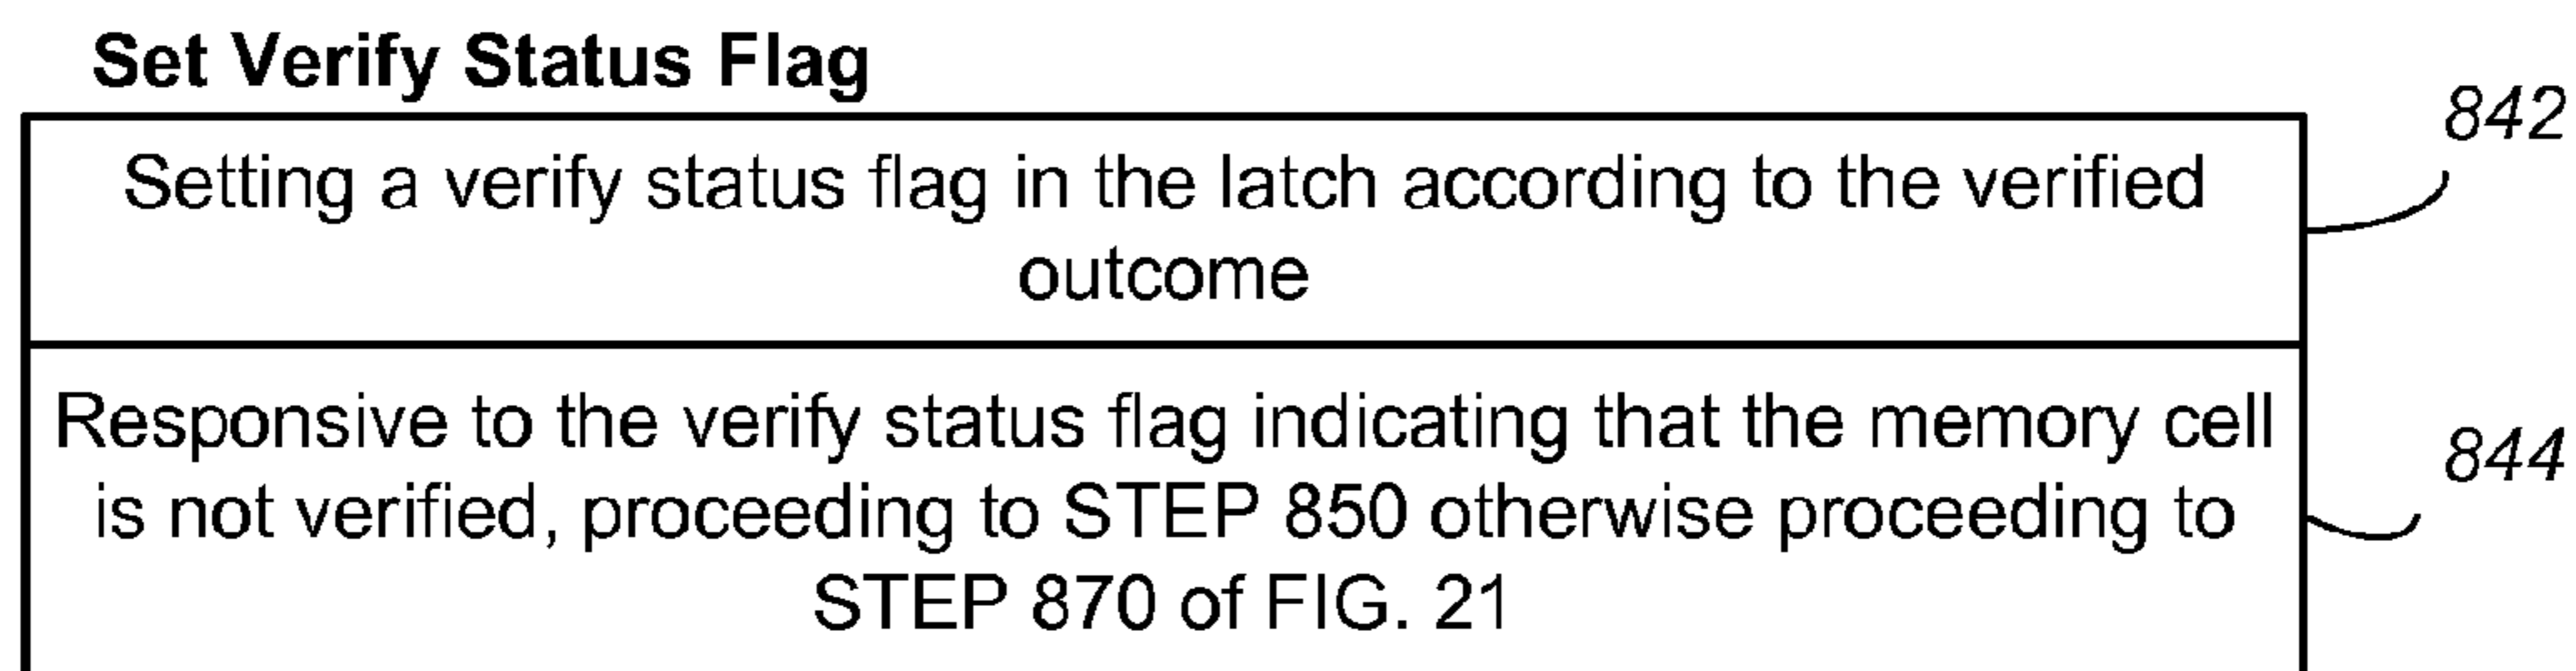 Set Verify Status Flag
842
Setting a verify status flag in the latch according to the verified
outcome
Responsive to the verify status flag indicating that the memory cell
844
is not verified, proceeding to STEP 850 otherwise proceeding to
STEP 870 of FIG. 21